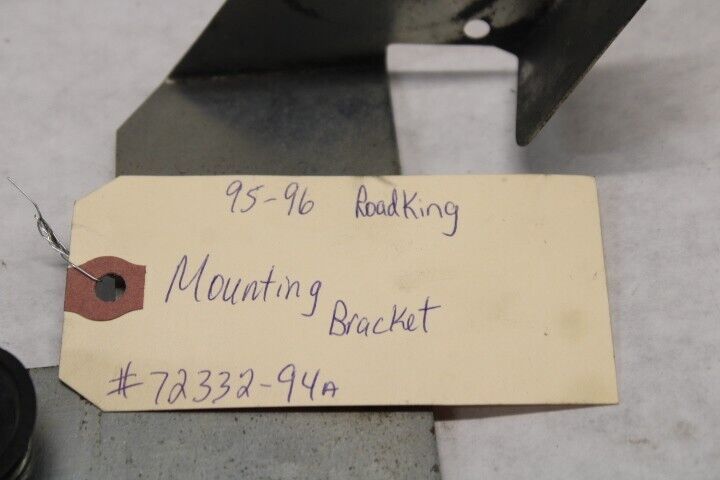 95-96 RoadKing
Mounting
Bracket
#72332-94A